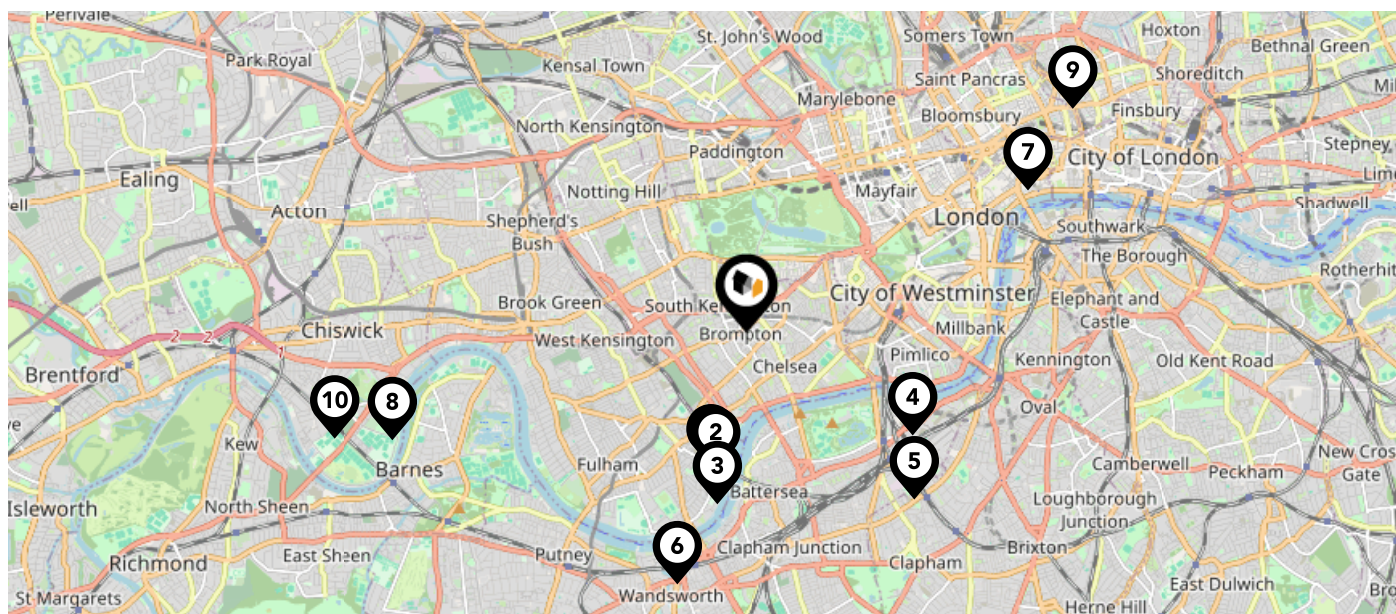 Perivale
St. John's Wood
Somers Town
Hoxton
Bethnal Green
Park Royal
Kensal Town
Saint Pancras
9
Shoreditch
Marylebone
Bloomsbury
Finsbury
North Kensington
Paddington
7
City of London
Stepney
Ealing
Notting Hill
Mayfair
Acton
Shepherd's
Bush
London
Shadwell
Southwark
The Borough
Brook Green
South Ken
on
City of Westminster
Elephant and
Castle
Chiswick
2
2
1
West Kensington
Brompton
Millbank
Brentford
Chelsea
Pimlico
Kennington
Old Kent Road
10
8
4
Oval
Kew
Barnes
Fulham
2
3
5
Camberwell
Peckham
New Cros
Gate
Isleworth
North Sheen
Battersea
Loughborough
Junction
Richmond
East Sheen
Putney
6
Clapham Junction
Clapham
Brixton
St Margarets
Wandsworth
Herne Hill
East Dulwich